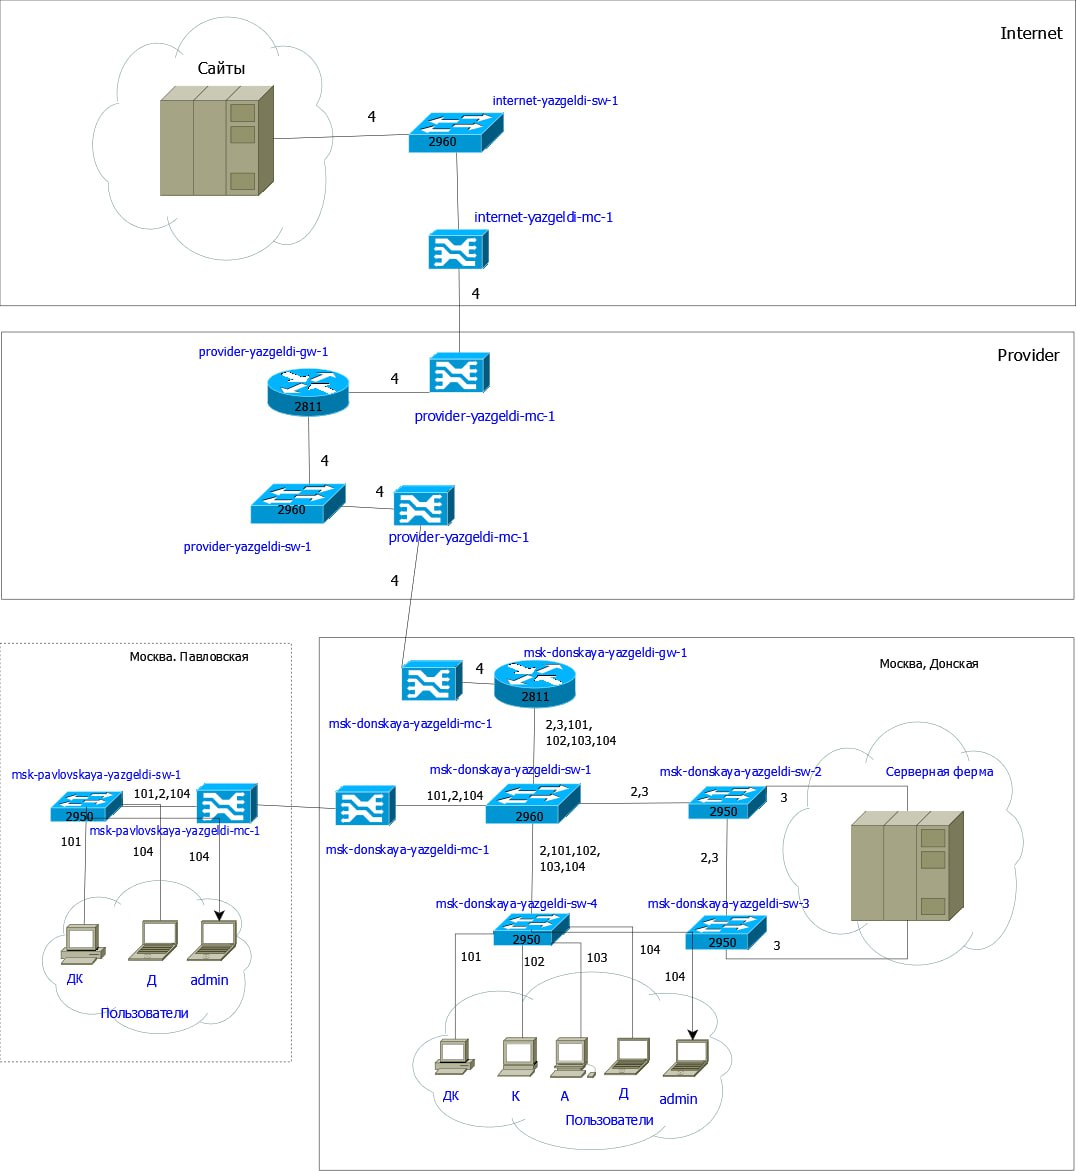 Internet
Сайты
internet-yazgeldi-sw-1
4
2960
internet-yazgeldi-mc-1
4
Provider
provider-yazgeldi-gw-1
4
2811
provider-yazgeldi-mc-1
4
4
2960
provider-yazgeldi-mc-1
provider-yazgeldi-sw-1
4
Москва. Павловская
msk-pavlovskaya-yazgeldi-sw-1
101,2,104
2950
msk-pavlovskaya-yazgeldi-mc-1
101
104
104
ДК
Д
admin
Пользователи
Москва, Донская
msk-donskaya-yazgeldi-gw-1
4
2811
msk-donskaya-yazgeldi-mc-1
2,3,101,
102,103,104
msk-donskaya-yazgeldi-sw-1
msk-donskaya-yazgeldi-sw-2
Серверная ферма
101,2,104
2,3
3
2960
2950
msk-donskaya-yazgeldi-mc-1
2,101,102,
103,104
2,3
msk-donskaya-yazgeldi-sw-4
msk-donskaya-yazgeldi-sw-3
2950
2950
3
101
102
103
104
104
ДК
К
А
Д
admin
Пользователи